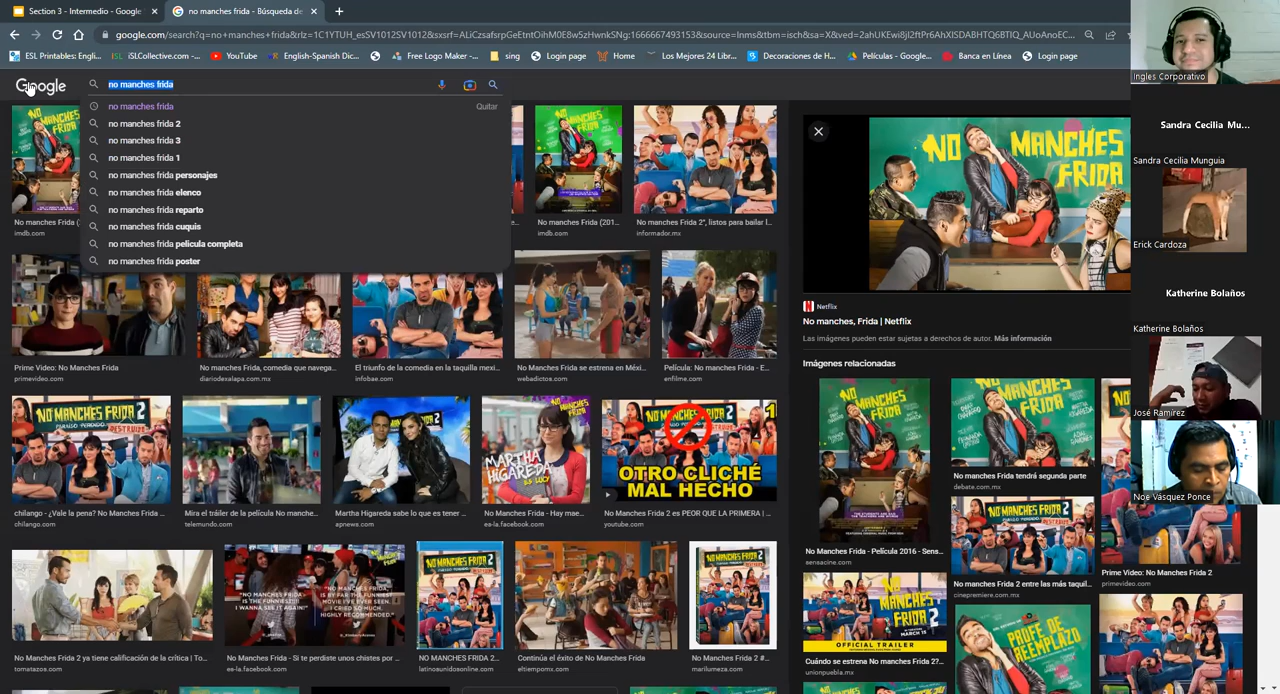 Section 3 - Intermedio - Google
no manches frida - Búsqueda de
google.com/search?q=no+manches+frida&rlz=1C1YTUH_esSV1012SV1012&sxsrf=ALiCzsafsrpGeEtntOihM0E8w5zHwnkSNg:1666667493153&source=lnms&tbm=isch&sa=X&ved=2ahUKEwi8jI2ftPr6AhXISDABHTQ6BTIQ_AUoAnoEC...
ESL Printables: Engli...
iSLCollective.com -...
YouTube
English-Spanish Dic...
Free Logo Maker -...
sing
Login page
Home
Los Mejores 24 Libr...
Decoraciones de H...
Películas - Google...
Banca en Línea
Login page
Google
no manches frida
no manches frida
Quitar
no manches frida 2
no manches frida 3
no manches frida 1
no manches frida personajes
no manches frida elenco
no manches frida reparto
no manches frida cuquis
no manches frida pelicula completa
no manches frida poster
No manches Frida (
imdb.com
No manches Frida (201...
imdb.com
No manches Frida 2", listos para bailar l...
informador.mx
Prime Video: No Manches Frida
primevideo.com
No manches Frida, comedia que navega...
diariodexalapa.com.mx
El triunfo de la comedia en la taquilla mexi...
infobae.com
No Manches Frida se estrena en Méxi...
webadictos.com
Película: No manches Frida - E...
enfilme.com
NO MANCHES FRIDA 2
MARTHA HIGAREDA
ES LUCY
OTRO CLICHÉ
MAL HECHO
chilango - ¿Vale la pena? No Manches Frida ...
chilango.com
Mira el tráiler de la película No manche...
telemundo.com
Martha Higareda sabe lo que es tener ...
apnews.com
No Manches Frida - Hay mae...
es-la.facebook.com
No Manches Frida 2 es PEOR QUE LA PRIMERA | ...
youtube.com
No Manches Frida 2 ya tiene calificación de la crítica | To...
tomatazos.com
No Manches Frida - Si te perdiste unos chistes por ...
es-la.facebook.com
NO MANCHES FRIDA 2...
latinoaunidosonline.com
Continúa el éxito de No Manches Frida
eltiempomx.com
No Manches Frida 2 #...
marilumeza.com
NO MANCHES
FRIDA
Netflix
No manches, Frida | Netflix
Las imágenes pueden estar sujetas a derechos de autor. Más información
Imágenes relacionadas
NO MANCHES
FRIDA
No Manches Frida - Película 2016 - Sens...
sensacine.com
No manches Frida tendrá segunda parte
debate.com.mx
No manches Frida 2 entre las más taquil...
cinepremiere.com.mx
Prime Video: No Manches Frida 2
primevideo.com
NO MANCHES
FRIDA 2
OFFICIAL TRAILER
Cuándo se estrena No manches Frida 2?...
unionpuebla.mx
PROFE DE
REEMPLAZO
Ingles Corporativo
Sandra Cecilia Mu...
Sandra Cecilia Munguia
Erick Cardoza
Katherine Bolaños
Katherine Bolaños
José Ramírez
Noe Vásquez Ponce